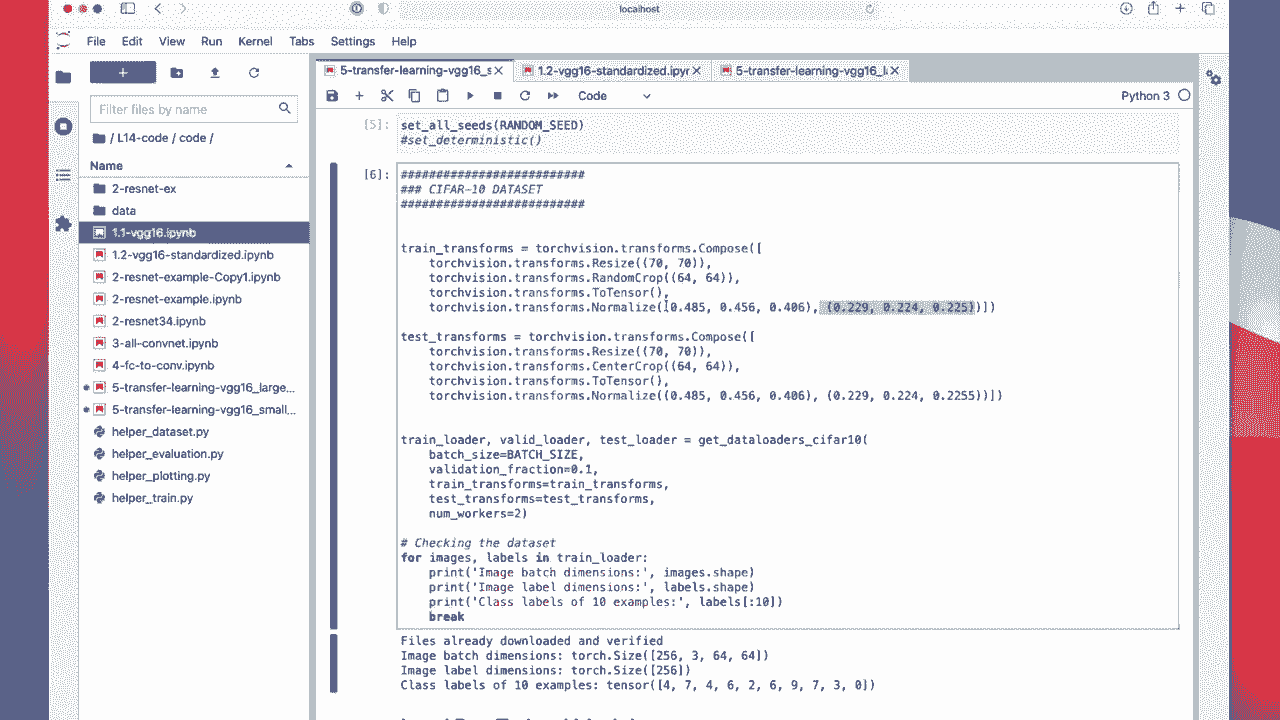 localhost
File Edit View Run Kernel Tabs Settings Help
5-transfer-learning-vgg16_s
1.2-vgg16-standardized.ipyr
5-transfer-learning-vgg16_l
Filter files by name
/ L14-code / code /
Name
2-resnet-ex
data
1.1-vgg16.ipynb
1.2-vgg16-standardized.ipynb
2-resnet-example-Copy1.ipynb
2-resnet-example.ipynb
2-resnet34.ipynb
3-all-convnet.ipynb
4-fc-to-conv.ipynb
5-transfer-learning-vgg16_large...
5-transfer-learning-vgg16_small...
helper_dataset.py
helper_evaluation.py
helper_plotting.py
helper_train.py
Code
Python 3
[5]: set_all_seeds(RANDOM_SEED)
#set_deterministic()
[6]: ##########################
### CIFAR-10 DATASET
##########################
train_transforms = torchvision.transforms.Compose([
torchvision.transforms.Resize((70, 70)),
torchvision.transforms.RandomCrop((64, 64)),
torchvision.transforms.ToTensor(),
torchvision.transforms.Normalize((0.485, 0.456, 0.406), (0.229, 0.224, 0.225))])
test_transforms = torchvision.transforms.Compose([
torchvision.transforms.Resize((70, 70)),
torchvision.transforms.CenterCrop((64, 64)),
torchvision.transforms.ToTensor(),
torchvision.transforms.Normalize((0.485, 0.456, 0.406), (0.229, 0.224, 0.2255))])
train_loader, valid_loader, test_loader = get_dataloaders_cifar10(
batch_size=BATCH_SIZE,
validation_fraction=0.1,
train_transforms=train_transforms,
test_transforms=test_transforms,
num_workers=2)
# Checking the dataset
for images, labels in train_loader:
print('Image batch dimensions:', images.shape)
print('Image label dimensions:', labels.shape)
print('Class labels of 10 examples:', labels[:10])
break
Files already downloaded and verified
Image batch dimensions: torch.Size([256, 3, 64, 64])
Image label dimensions: torch.Size([256])
Class labels of 10 examples: tensor([4, 7, 4, 6, 2, 6, 9, 7, 3, 0])